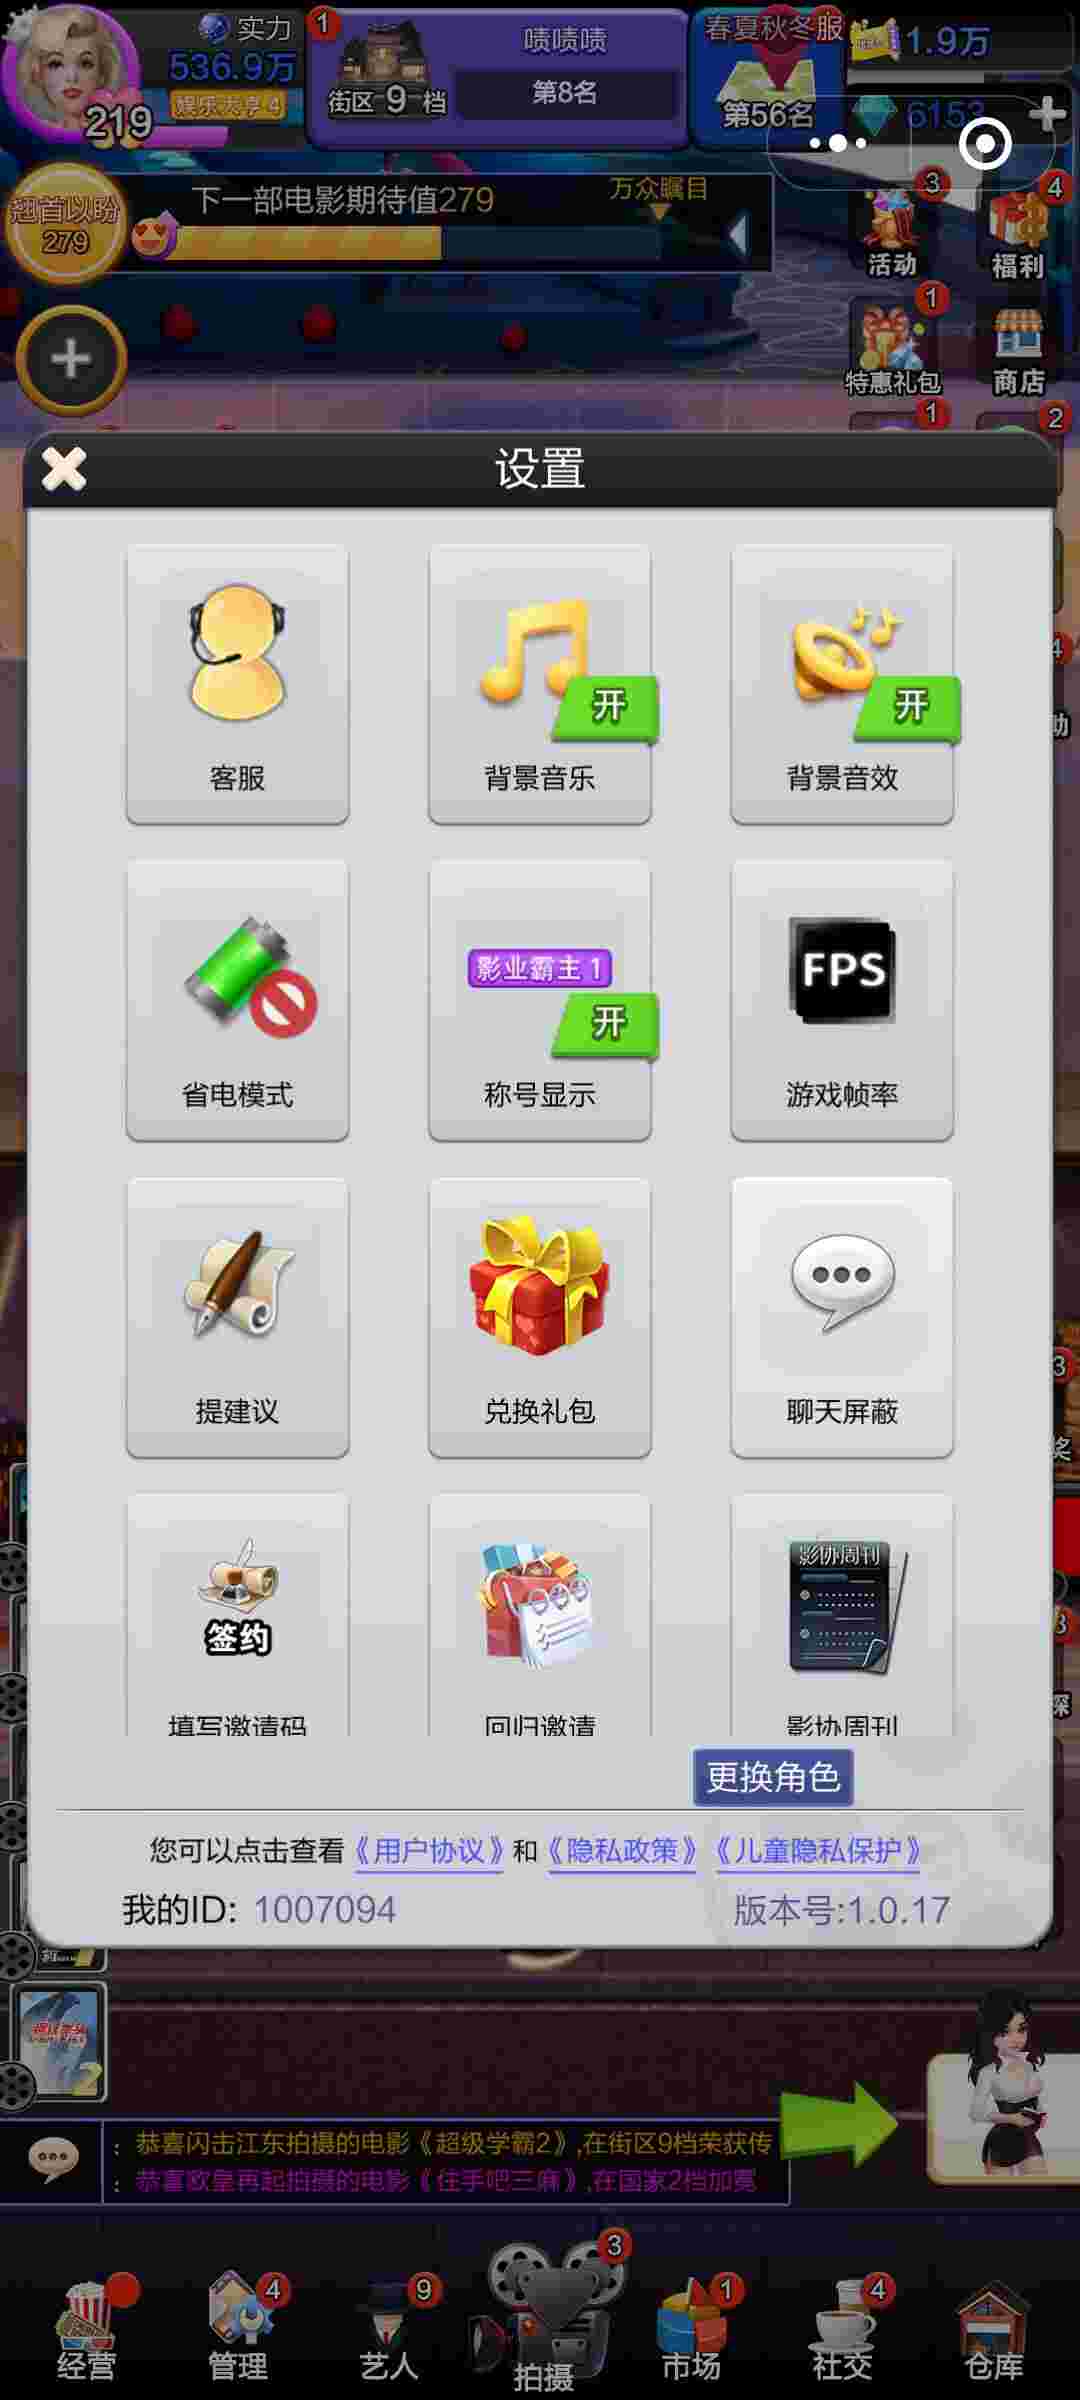 实力
536.9万
娱乐大亨4
219
1
街区9档
啧啧啧
第8名
春夏秋冬服
第56名
1.9万
6153
翘首以盼
279
下一部电影期待值279
万众瞩目
3
活动
4
福利
1
特惠礼包
商店
1
2
设置
客服
开
背景音乐
开
背景音效
4
助
省电模式
影业霸主1
开
称号显示
FPS
游戏帧率
提建议
兑换礼包
聊天屏蔽
3
奖
签约
填写邀请码
回归邀请
影协周刊
影协周刊
3
探
更换角色
您可以点击查看《用户协议》和《隐私政策》《儿童隐私保护》
我的ID: 1007094
版本号:1.0.17
2
: 恭喜闪击江东拍摄的电影《超级学霸2》,在街区9档荣获传
: 恭喜欧皇再起拍摄的电影《住手吧三麻》,在国家2档加冕
经营
4
管理
9
艺人
3
拍摄
1
市场
4
社交
仓库